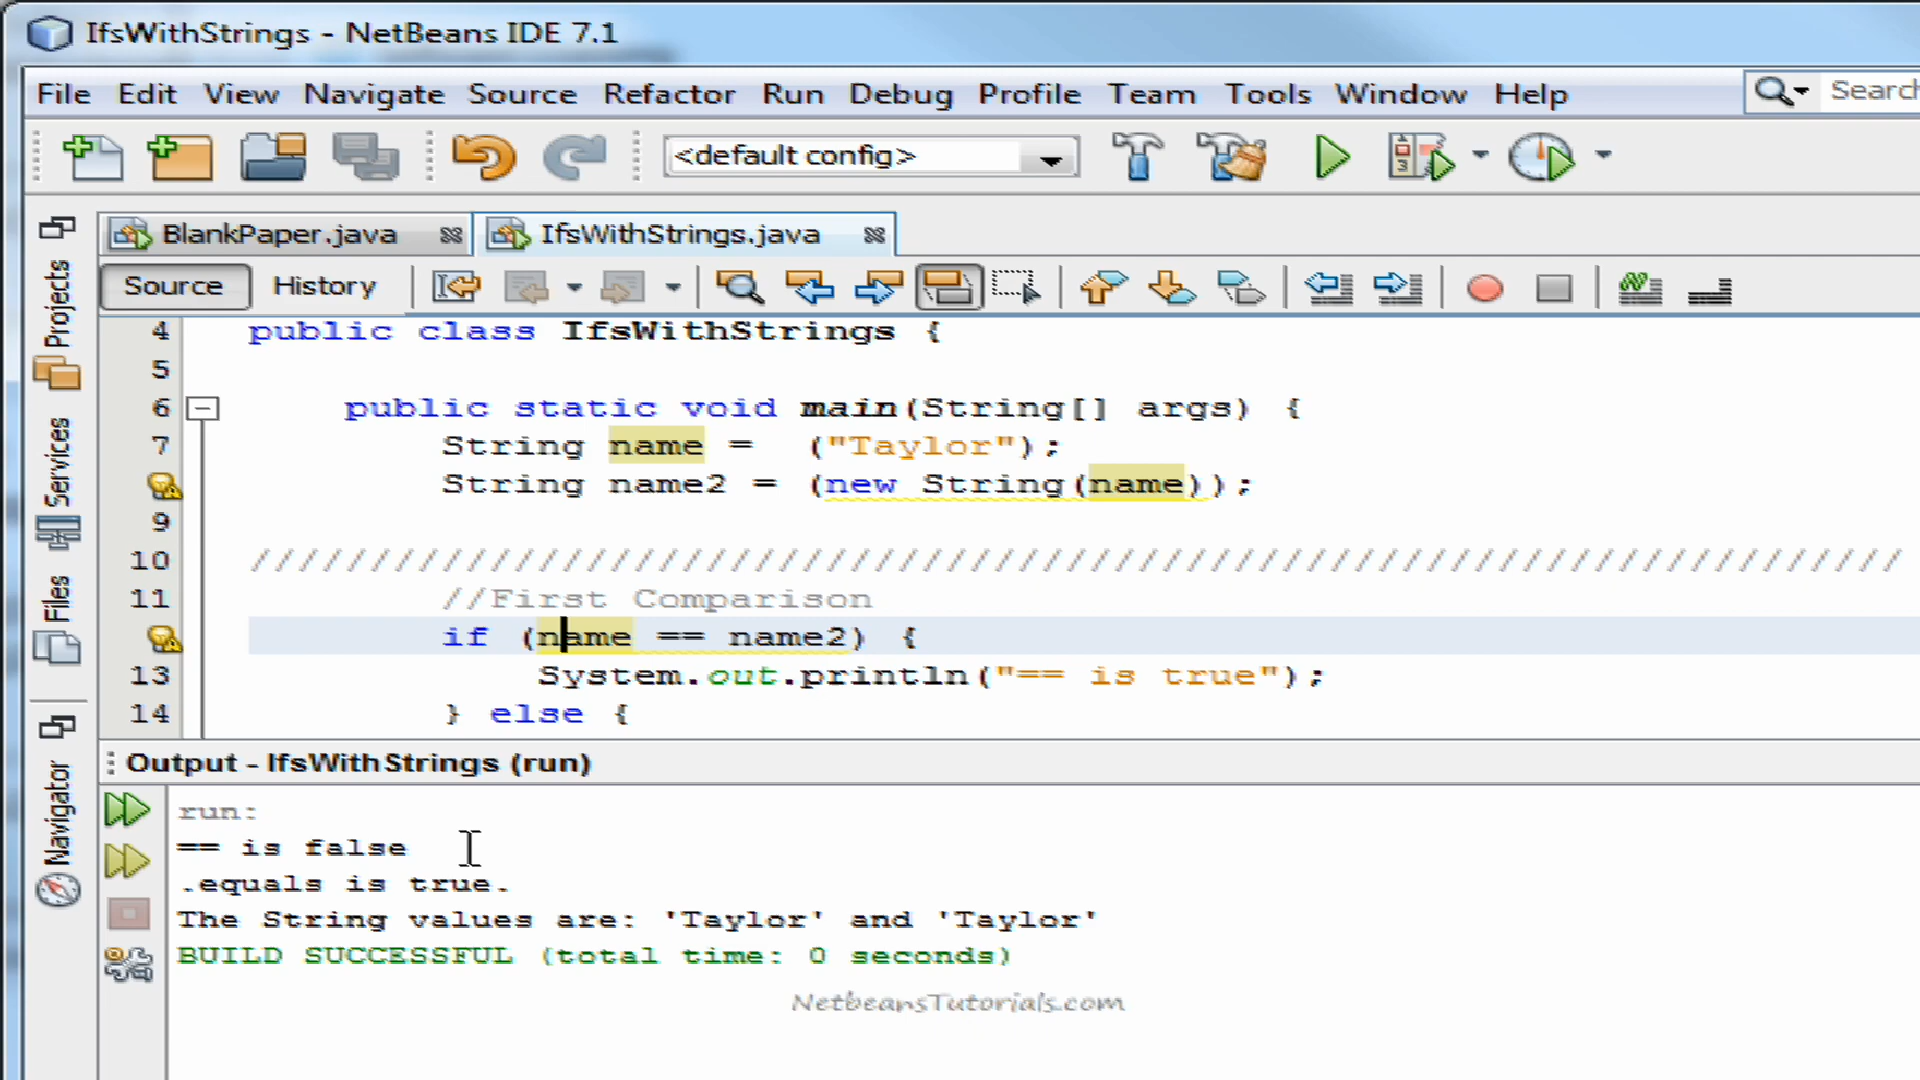 IfsWithStrings - NetBeans IDE 7.1
File Edit View Navigate Source Refactor Run Debug Profile Team Tools Window Help Search
<default config>
BlankPaper.java IfsWithStrings.java
Source History
Projects
Services
Files
Navigator
4 public class IfsWithStrings {
5
6 public static void main(String[] args) {
7 String name = ("Taylor");
String name2 = (new String(name));
9
10 /////////////////////////////////////////////////////////////////////
11 //First Comparison
if (name == name2) {
13 System.out.println("== is true");
14 } else {
Output - IfsWithStrings (run)
run:
== is false
.equals is true.
The String values are: 'Taylor' and 'Taylor'
BUILD SUCCESSFUL (total time: 0 seconds)
NetbeansTutorials.com